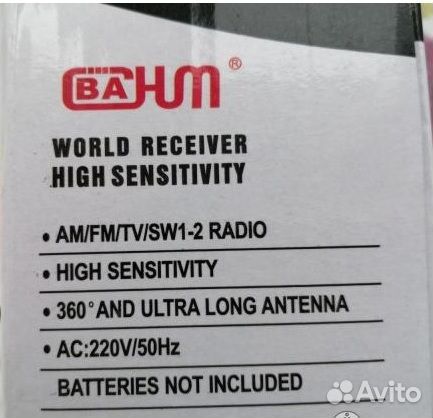 BAHM®
WORLD RECEIVER
HIGH SENSITIVITY
• AM/FM/TV/SW1-2 RADIO
• HIGH SENSITIVITY
• 360° AND ULTRA LONG ANTENNA
• AC:220V/50Hz
BATTERIES NOT INCLUDED
Avito